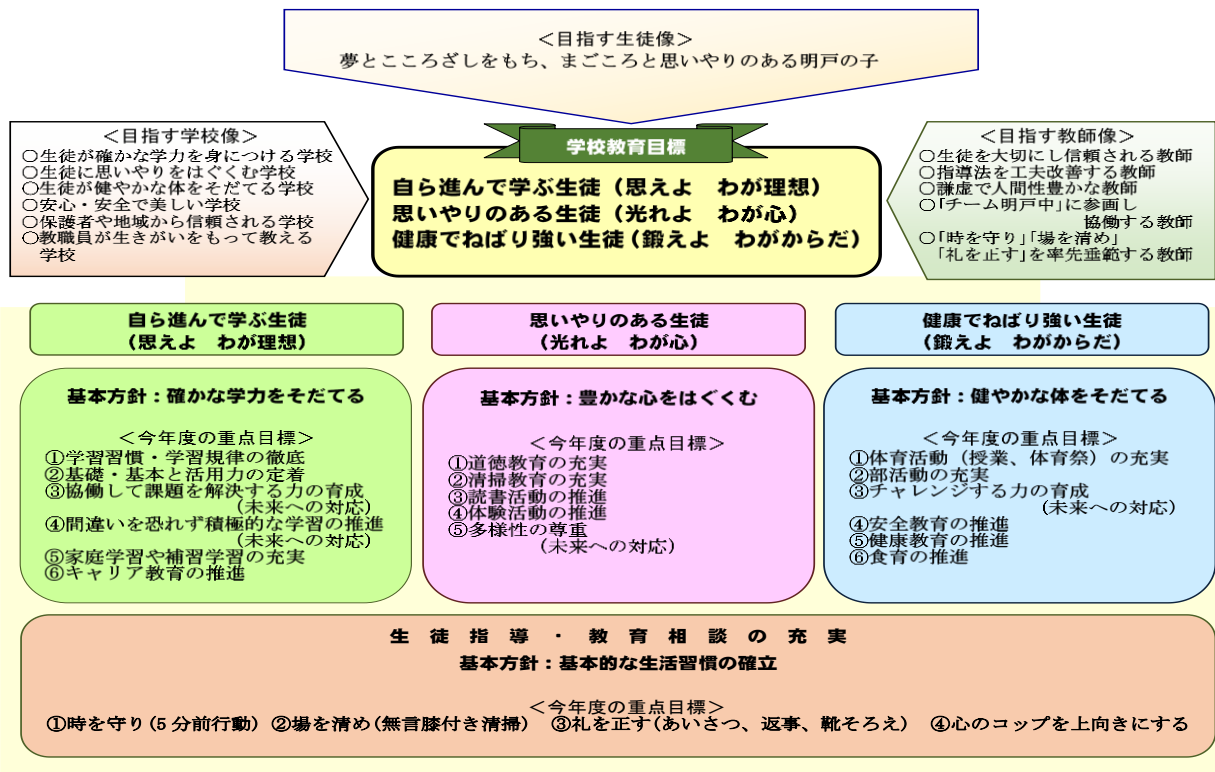 ＜目指す生徒像＞
夢とこころざしをもち、まごころと思いやりのある明戸の子
＜目指す学校像＞
○生徒が確かな学力を身につける学校
○生徒に思いやりをはぐくむ学校
○生徒が健やかな体をそだてる学校
○安心・安全で美しい学校
○保護者や地域から信頼される学校
○教職員が生きがいをもって教える
学校
学校教育目標
自ら進んで学ぶ生徒（思えよ　わが理想）
思いやりのある生徒（光れよ　わが心）
健康でねばり強い生徒（鍛えよ　わがからだ）
＜目指す教師像＞
○生徒を大切にし信頼される教師
○指導法を工夫改善する教師
○謙虚で人間性豊かな教師
○「チーム明戸中」に参画し
協働する教師
○「時を守り」「場を清め」
「礼を正す」を率先垂範する教師
自ら進んで学ぶ生徒
（思えよ　わが理想）
基本方針：確かな学力をそだてる
＜今年度の重点目標＞
①学習習慣・学習規律の徹底
②基礎・基本と活用力の定着
③協働して課題を解決する力の育成
（未来への対応）
④間違いを恐れず積極的な学習の推進
（未来への対応）
⑤家庭学習や補習学習の充実
⑥キャリア教育の推進
思いやりのある生徒
（光れよ　わが心）
基本方針：豊かな心をはぐくむ
＜今年度の重点目標＞
①道徳教育の充実
②清掃教育の充実
③読書活動の推進
④体験活動の推進
⑤多様性の尊重
（未来への対応）
健康でねばり強い生徒
（鍛えよ　わがからだ）
基本方針：健やかな体をそだてる
＜今年度の重点目標＞
①体育活動（授業、体育祭）の充実
②部活動の充実
③チャレンジする力の育成
（未来への対応）
④安全教育の推進
⑤健康教育の推進
⑥食育の推進
生徒指導・教育相談の充実
基本方針：基本的な生活習慣の確立
＜今年度の重点目標＞
①時を守り（5分前行動）　②場を清め（無言膝付き清掃）　③礼を正す（あいさつ、返事、靴そろえ）　④心のコップを上向きにする